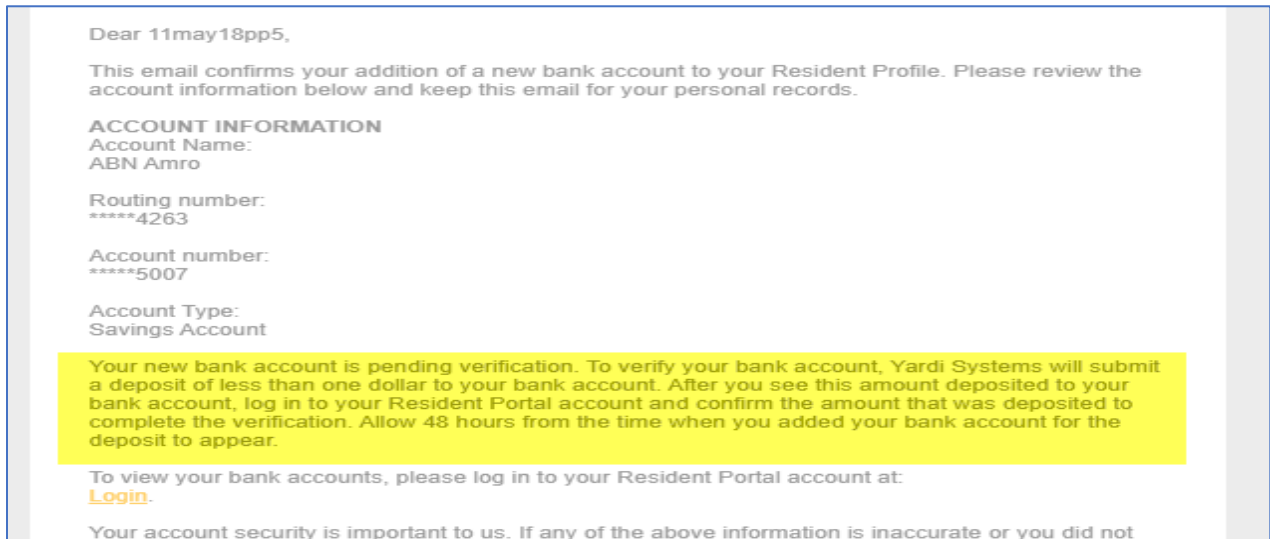 Dear 11may18pp5,
This email confirms your addition of a new bank account to your Resident Profile. Please review the
account information below and keep this email for your personal records.
ACCOUNT INFORMATION
Account Name:
ABN Amro
Routing number:
*****4263
Account number:
*****5007
Account Type:
Savings Account
Your new bank account is pending verification. To verify your bank account, Yardi Systems will submit
a deposit of less than one dollar to your bank account. After you see this amount deposited to your
bank account, log in to your Resident Portal account and confirm the amount that was deposited to
complete the verification. Allow 48 hours from the time when you added your bank account for the
deposit to appear.
To view your bank accounts, please log in to your Resident Portal account at:
Login.
Your account security is important to us. If any of the above information is inaccurate or you did not